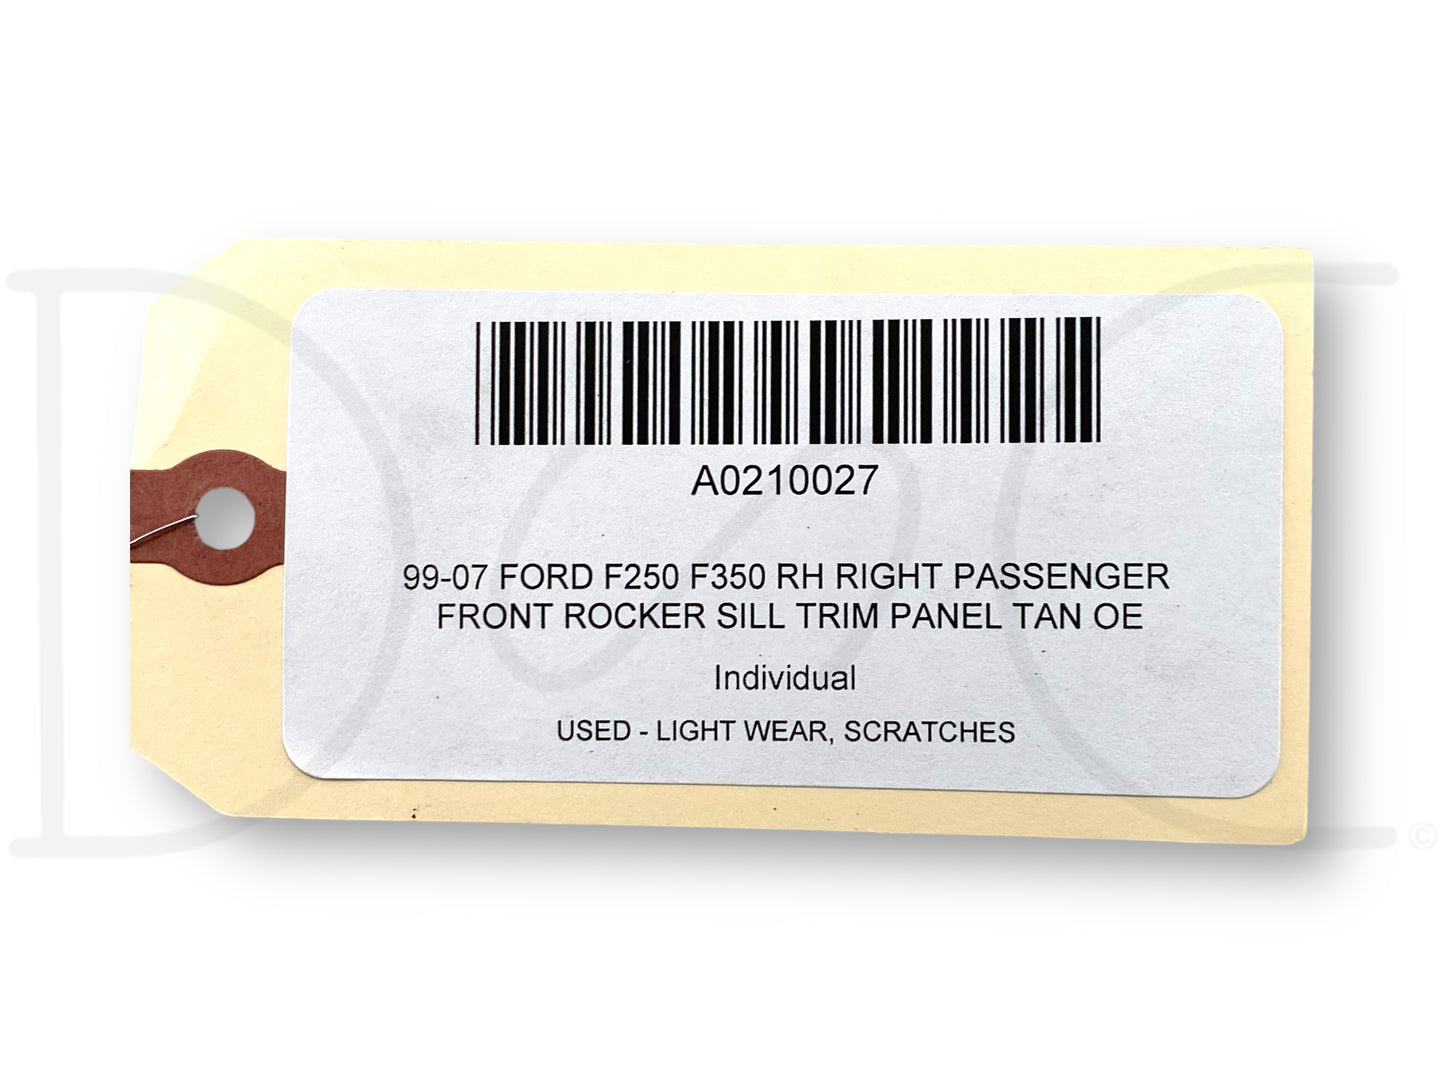 A0210027
99-07 FORD F250 F350 RH RIGHT PASSENGER
FRONT ROCKER SILL TRIM PANEL TAN OE
Individual
USED - LIGHT WEAR, SCRATCHES
D
C
©